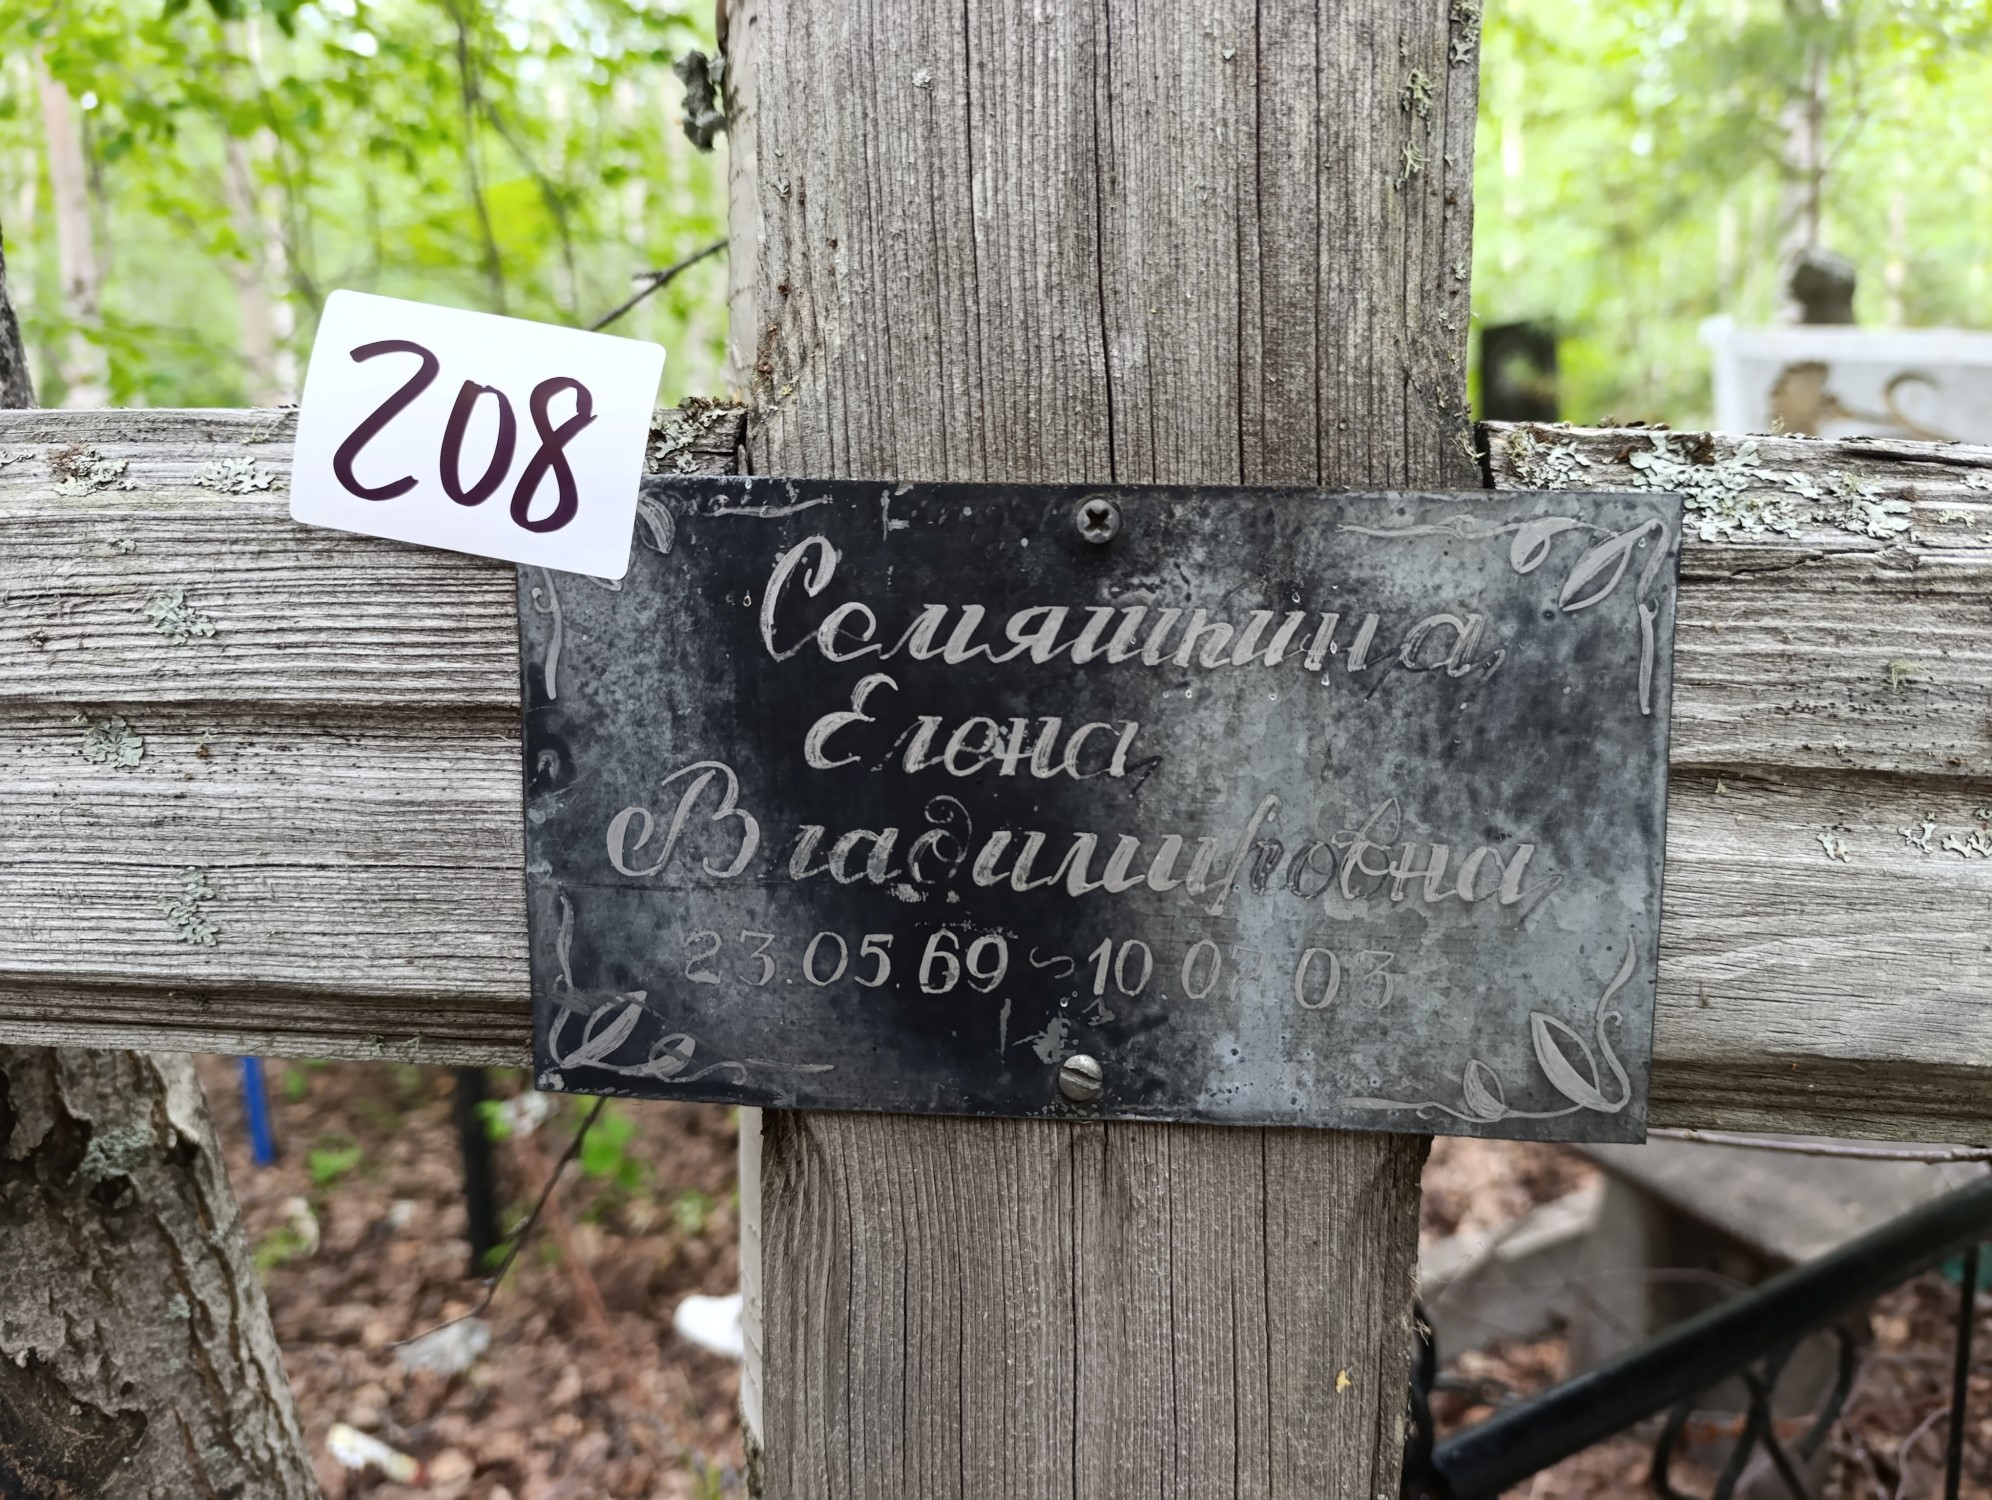 208
Семяшкина
Елена
Владимировна
23.05.69 ~ 10 07 03